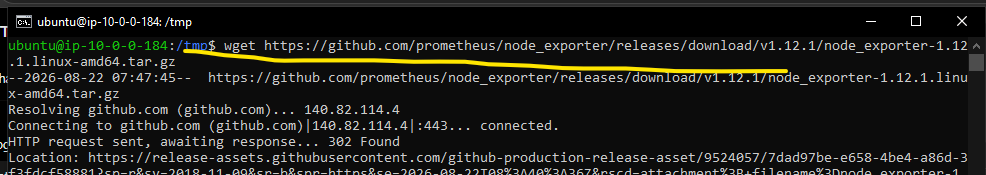 ubuntu@ip-10-0-0-184: /tmp
ubuntu@ip-10-0-0-184:/tmp$ wget https://github.com/prometheus/node_exporter/releases/download/v1.12.1/node_exporter-1.12
.1.linux-amd64.tar.gz
--2026-08-22 07:47:45-- https://github.com/prometheus/node_exporter/releases/download/v1.12.1/node_exporter-1.12.1.linu
x-amd64.tar.gz
Resolving github.com (github.com)... 140.82.114.4
Connecting to github.com (github.com)|140.82.114.4|:443... connected.
HTTP request sent, awaiting response... 302 Found
Location: https://release-assets.githubusercontent.com/github-production-release-asset/9524057/7dad97be-e658-4be4-a86d-3
f3fdcf58881?sp=r&sv=2018-11-09&sr=b&spr=https&se=2026-08-22T08%3A40%3A36Z&rscd=attachment%3B+filename%3Dnode_exporter-1